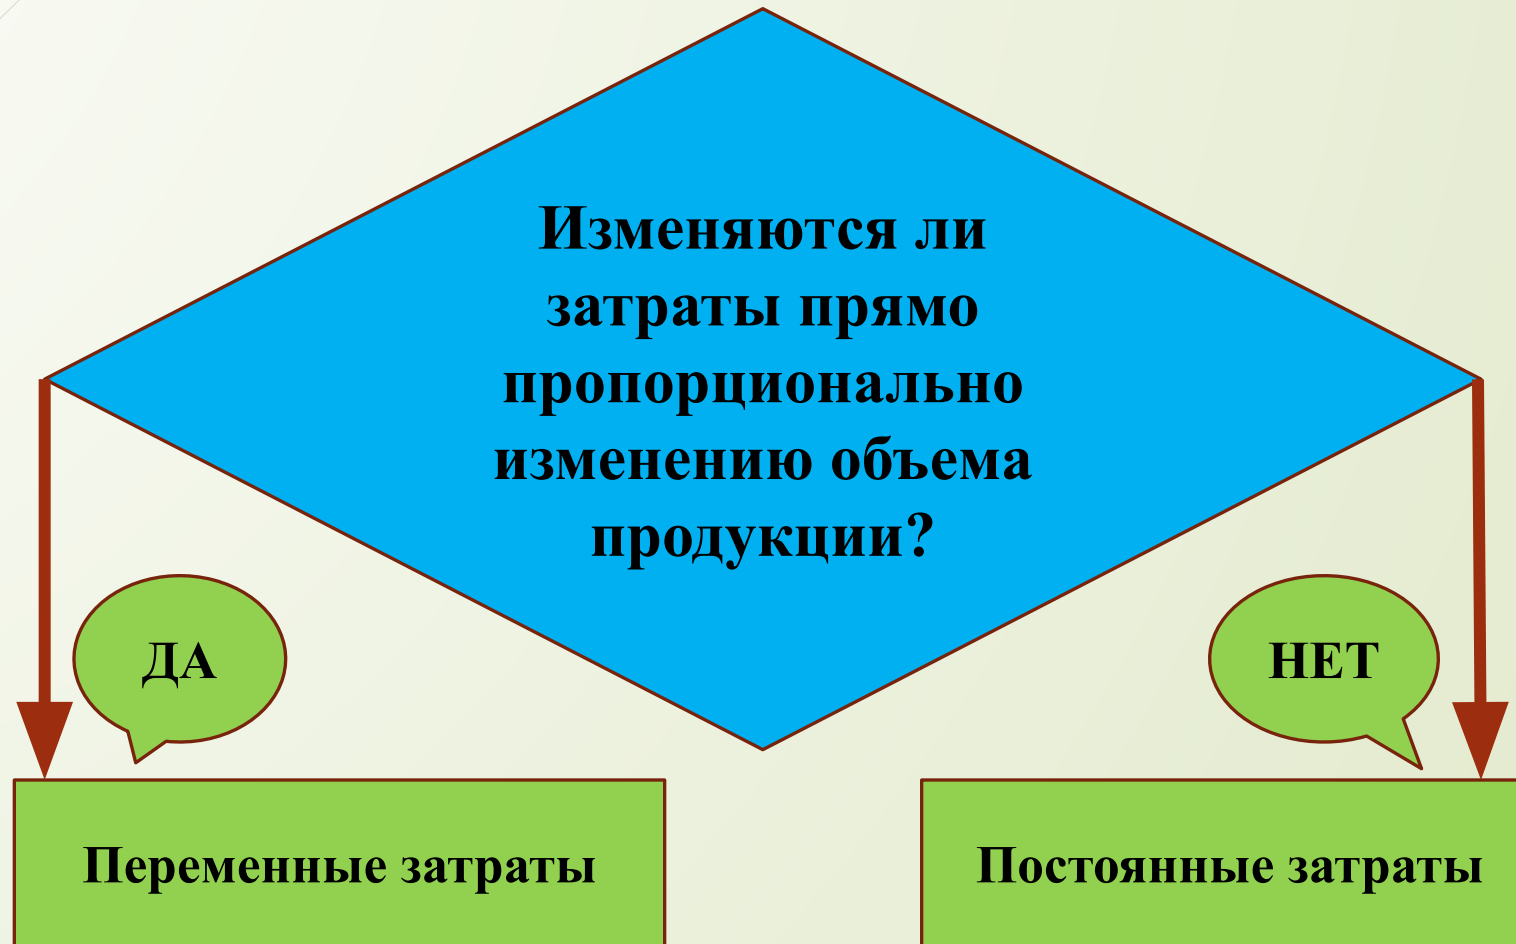 Изменяются ли
затраты прямо
пропорционально
изменению объема
продукции?
ДА
НЕТ
Переменные затраты
Постоянные затраты